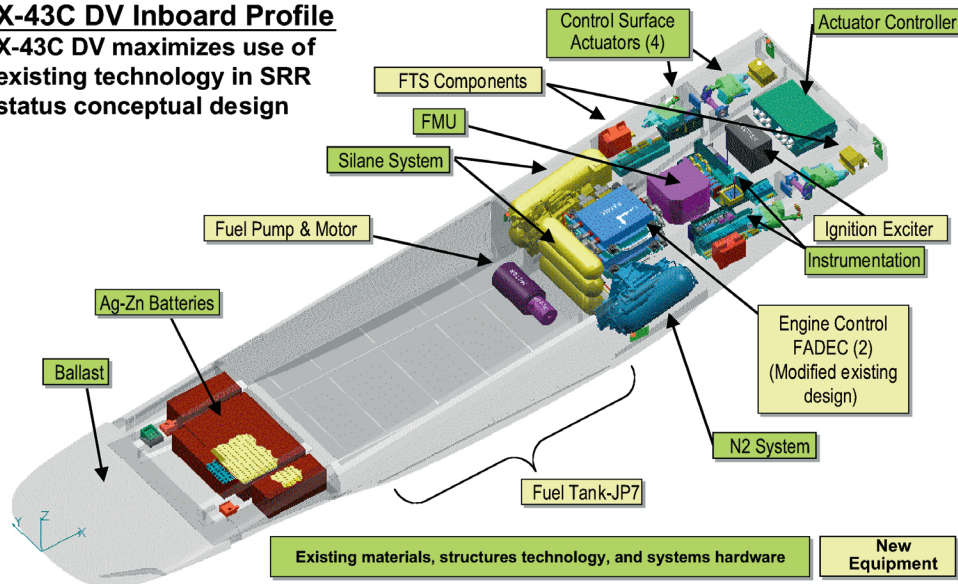 X-43C DV Inboard Profile
X-43C DV maximizes use of
existing technology in SRR
status conceptual design
Control Surface
Actuators (4)
Actuator Controller
FTS Components
FMU
Silane System
Fuel Pump & Motor
Ignition Exciter
Instrumentation
Ag-Zn Batteries
Engine Control
FADEC (2)
(Modified existing
design)
Ballast
N2 System
Fuel Tank-JP7
Y
Z
X
Existing materials, structures technology, and systems hardware
New
Equipment